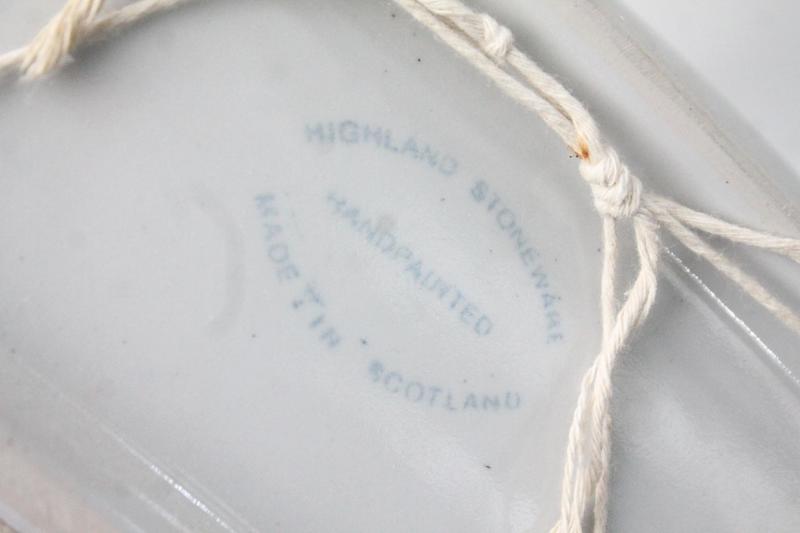 HIGHLAND STONEWARE
HANDPAINTED
MADE IN SCOTLAND